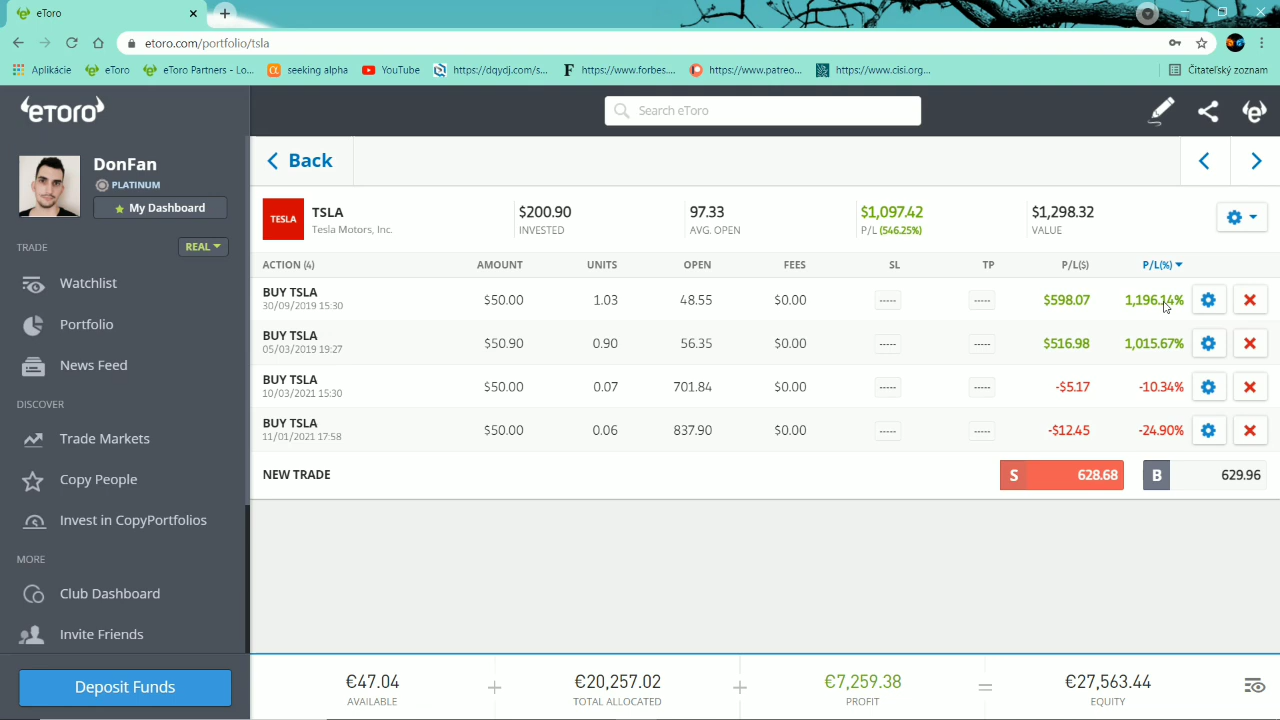 eToro
etoro.com/portfolio/tsla
Aplikácie
eToro
eToro Partners - Lo...
seeking alpha
YouTube
https://dqydj.com/s...
https://www.forbes....
https://www.patreo...
https://www.cisi.org...
Čitateľský zoznam
eToro
Search eToro
DonFan
PLATINUM
My Dashboard
TRADE
REAL
Watchlist
Portfolio
News Feed
DISCOVER
Trade Markets
Copy People
Invest in CopyPortfolios
MORE
Club Dashboard
Invite Friends
Deposit Funds
Back
TESLA
TSLA
Tesla Motors, Inc.
$200.90
INVESTED
97.33
AVG. OPEN
$1,097.42
P/L (546.25%)
$1,298.32
VALUE
ACTION (4) AMOUNT UNITS OPEN FEES SL TP P/L($) P/L(%)
BUY TSLA
30/09/2019 15:30
$50.00 1.03 48.55 $0.00 ----- ----- $598.07 1,196.14%
BUY TSLA
05/03/2019 19:27
$50.90 0.90 56.35 $0.00 ----- ----- $516.98 1,015.67%
BUY TSLA
10/03/2021 15:30
$50.00 0.07 701.84 $0.00 ----- ----- -$5.17 -10.34%
BUY TSLA
11/01/2021 17:58
$50.00 0.06 837.90 $0.00 ----- ----- -$12.45 -24.90%
NEW TRADE S 628.68 B 629.96
€47.04 + €20,257.02 + €7,259.38 = €27,563.44
AVAILABLE TOTAL ALLOCATED PROFIT EQUITY